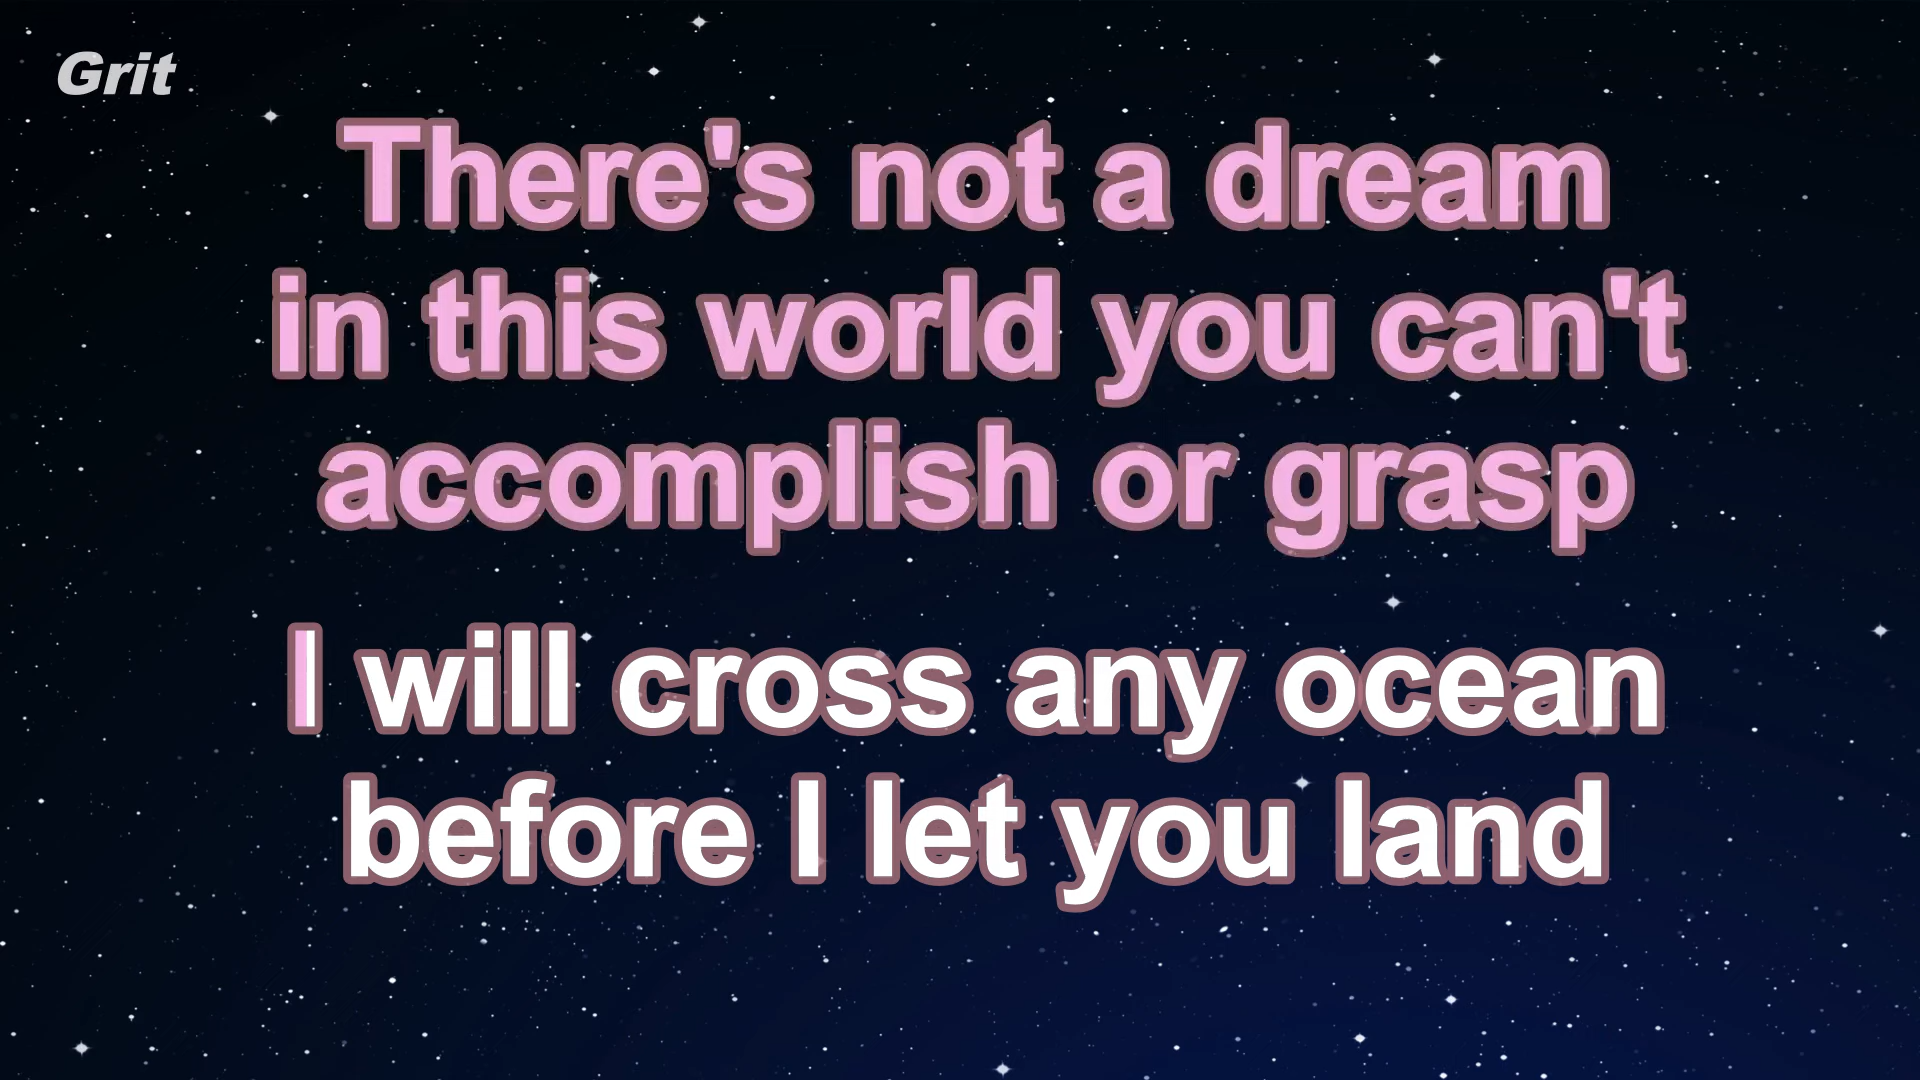 Grit
There's not a dream
in this world you can't
accomplish or grasp
I will cross any ocean
before I let you land